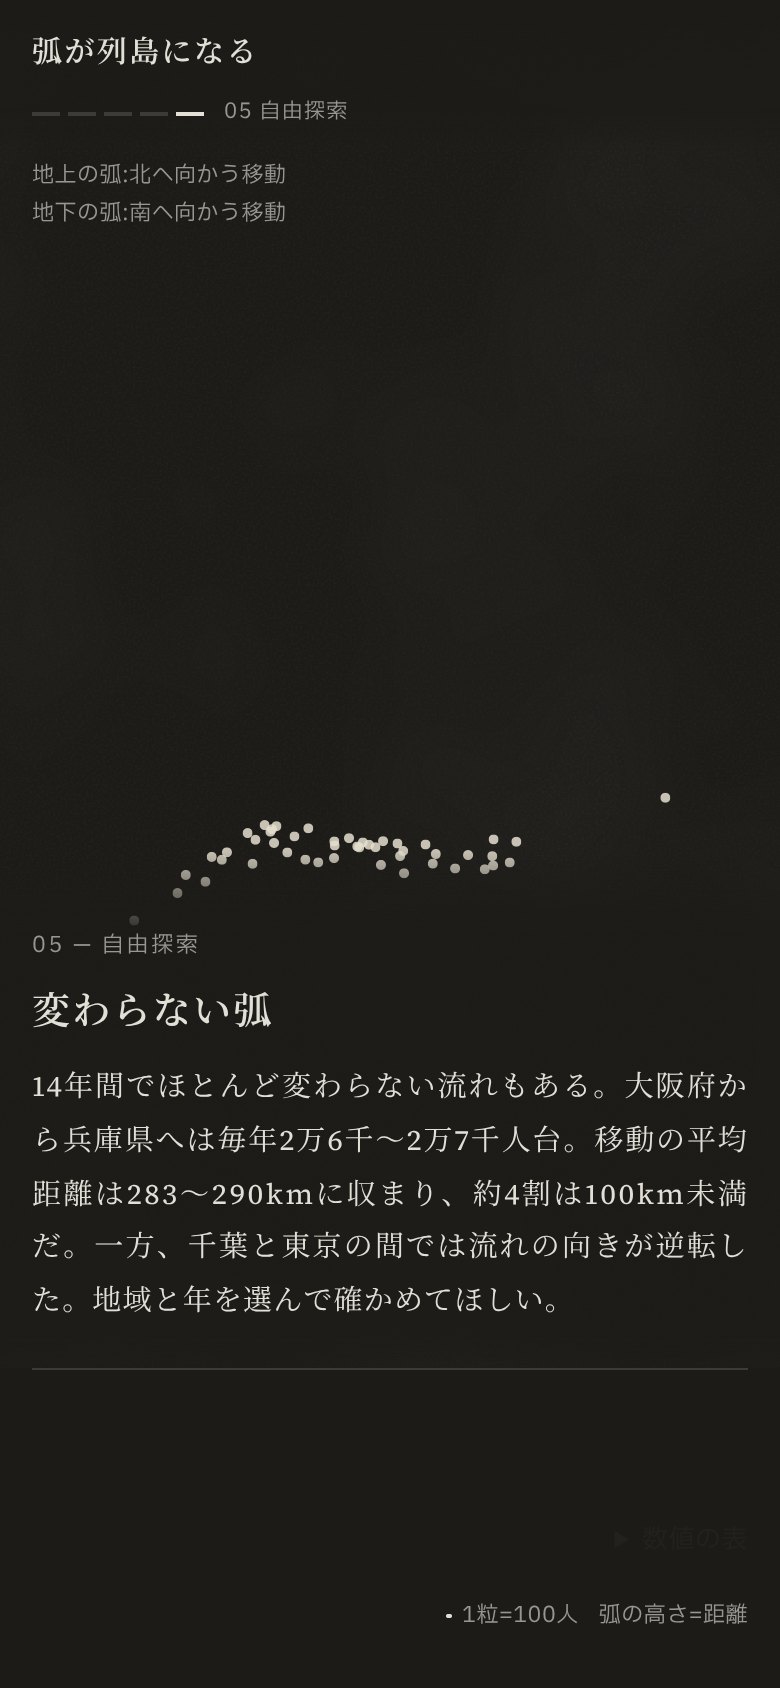 弧が列島になる
05 自由探索
地上の弧:北へ向かう移動
地下の弧:南へ向かう移動
05 — 自由探索
変わらない弧
14年間でほとんど変わらない流れもある。大阪府か
ら兵庫県へは毎年2万6千〜2万7千人台。移動の平均
距離は283〜290kmに収まり、約4割は100km未満
だ。一方、千葉と東京の間では流れの向きが逆転し
た。地域と年を選んで確かめてほしい。
▶ 数値の表
1粒=100人 弧の高さ=距離